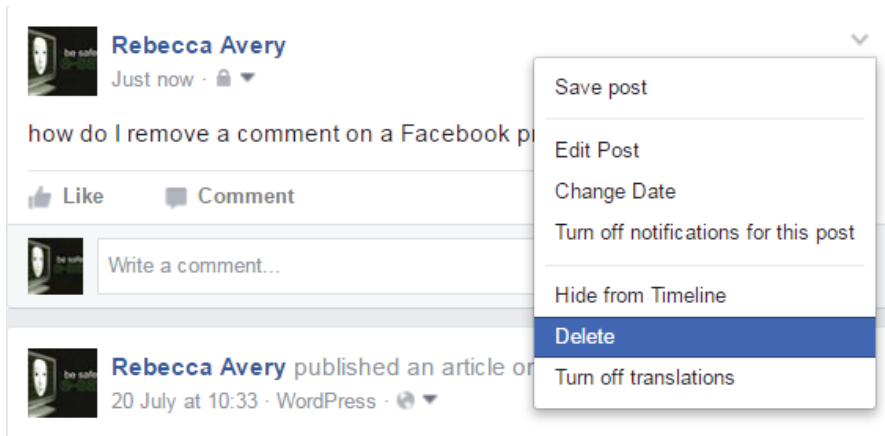 Rebecca Avery
Just now ·
how do I remove a comment on a Facebook
Like Comment
Write a comment...
Save post
Edit Post
Change Date
Turn off notifications for this post
Hide from Timeline
Delete
Turn off translations
Rebecca Avery published an article
20 July at 10:33 · WordPress ·
be safe